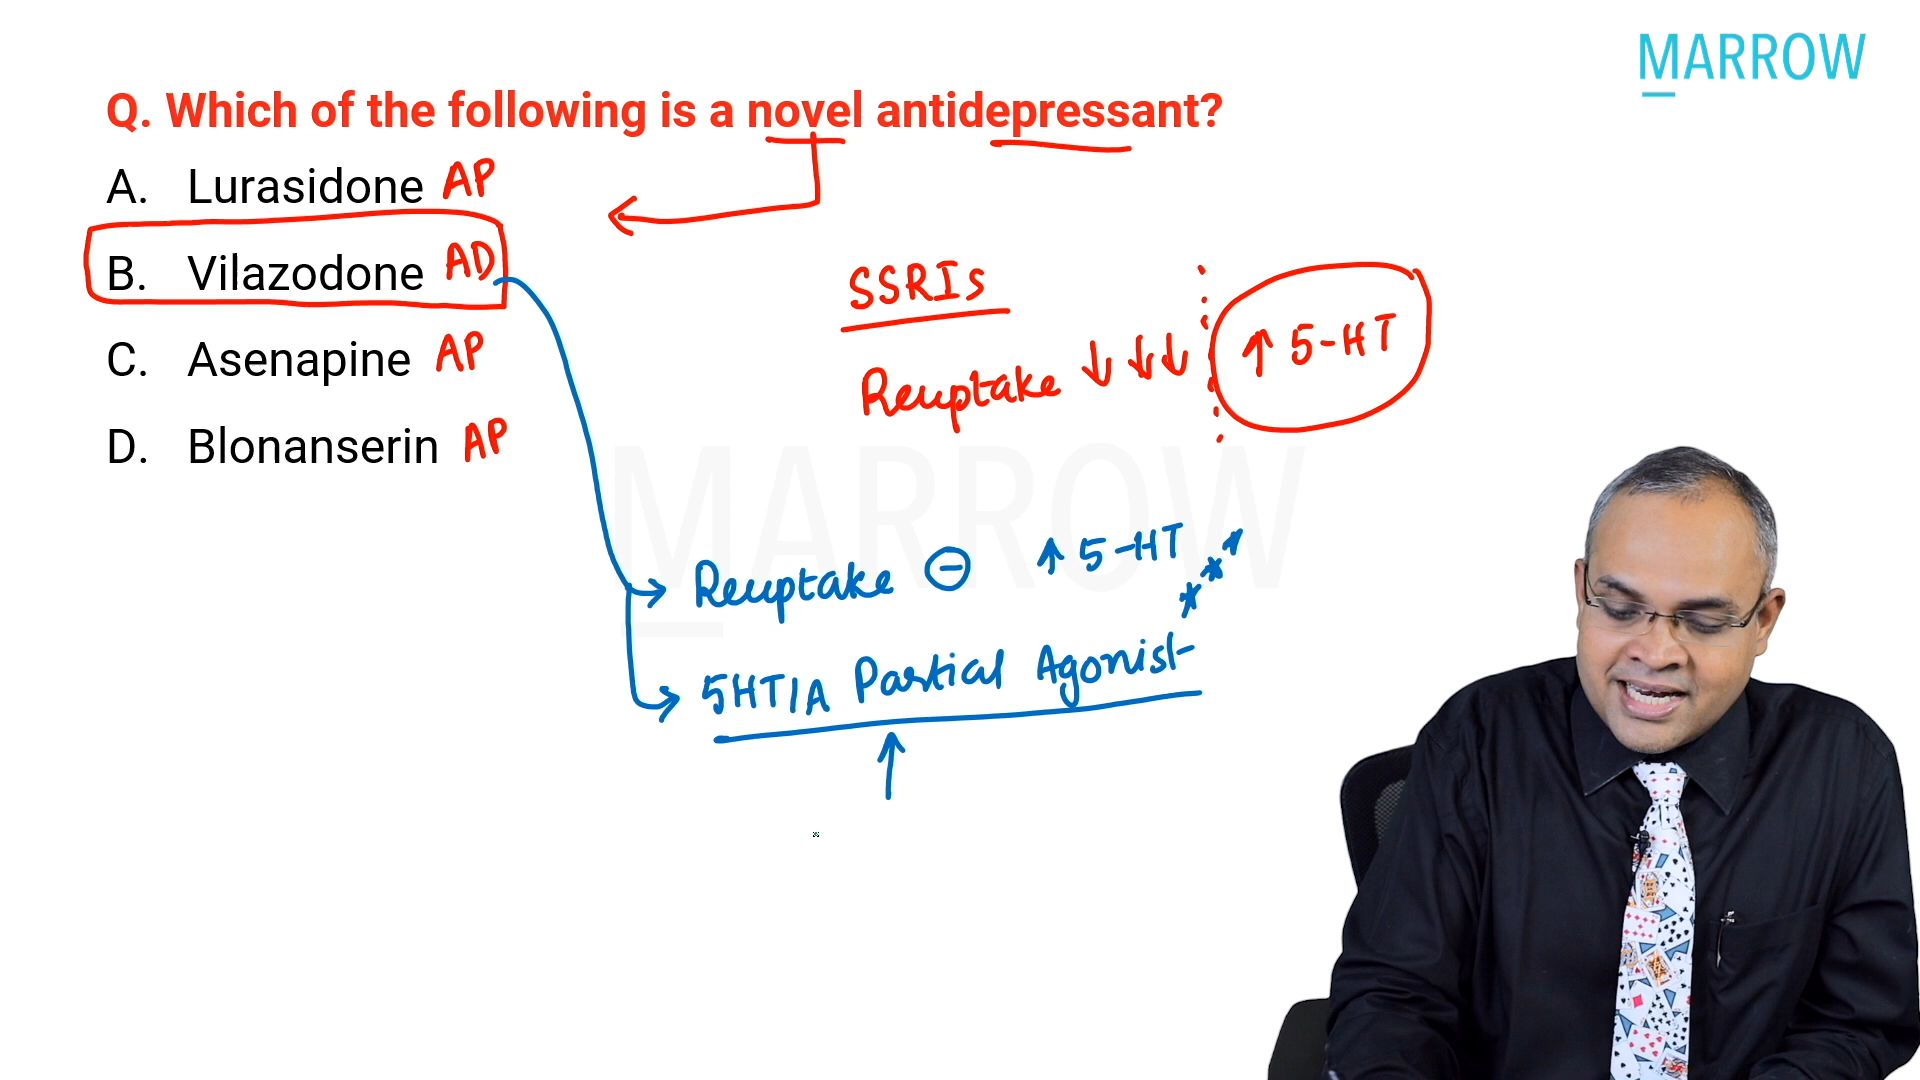 MARROW
Q. Which of the following is a novel antidepressant?
A. Lurasidone AP
B. Vilazodone AD
C. Asenapine AP
D. Blonanserin AP
SSRIs
Reuptake ↓ ↓↓ ↑ 5-HT
MARROW
Reuptake ⊖ ↑ 5-HT
***
5HT1A Partial Agonist